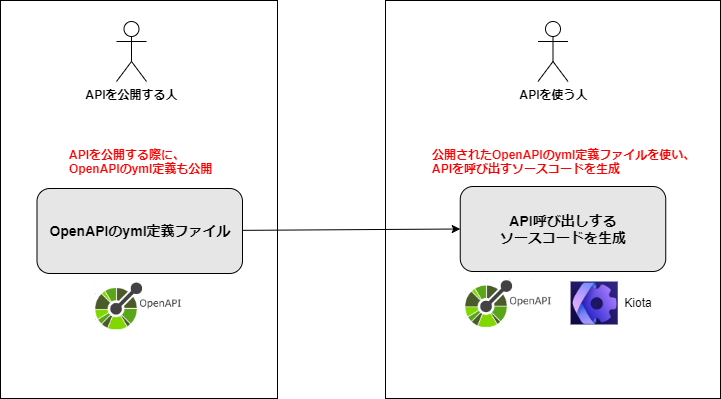 APIを公開する人
APIを公開する際に、
OpenAPIのyml定義も公開
OpenAPIのyml定義ファイル
OpenAPI
APIを使う人
公開されたOpenAPIのyml定義ファイルを使い、
APIを呼び出すソースコードを生成
API呼び出しする
ソースコードを生成
OpenAPI
Kiota